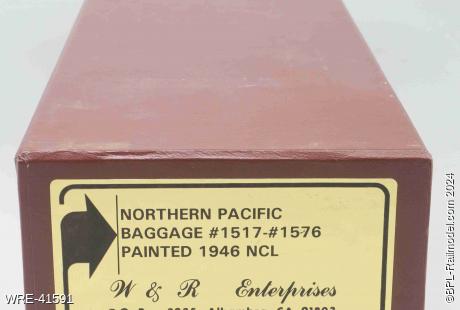 NORTHERN PACIFIC
BAGGAGE #1517-#1576
PAINTED 1946 NCL
W & R Enterprises
WRE-41591
©BPL-Railmodel.com 2024